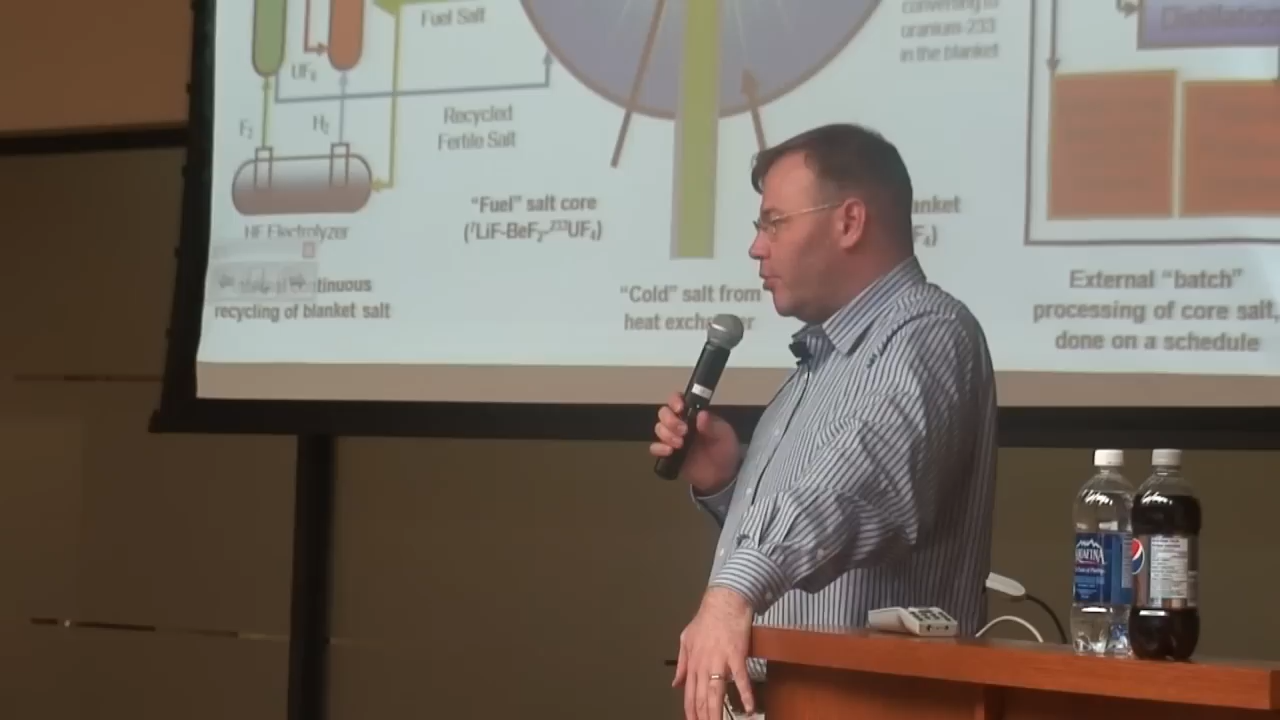 Fuel Salt
UF₆
F₂
H₂
Recycled
Fertile Salt
HF Electrolyzer
recycling of blanket salt
"Fuel" salt core
(⁷LiF-BeF₂-²³³UF₄)
"Cold" salt from
heat
converting to
uranium-233
in the blanket
Distillation
External "batch"
processing of core salt,
done on a schedule